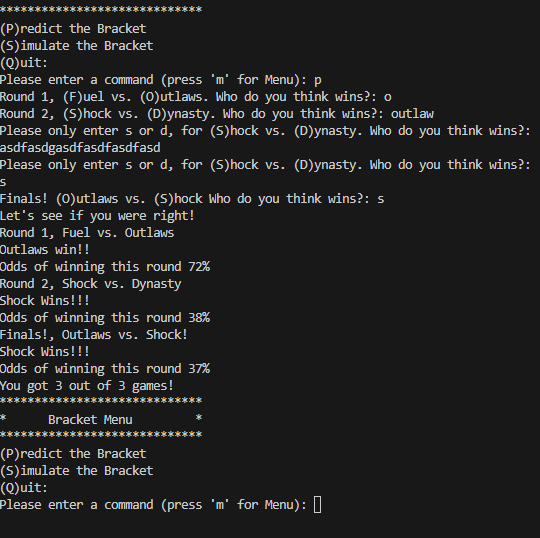 *****************************
(P)redict the Bracket
(S)imulate the Bracket
(Q)uit:
Please enter a command (press 'm' for Menu): p
Round 1, (F)uel vs. (O)utlaws. Who do you think wins?: o
Round 2, (S)hock vs. (D)ynasty. Who do you think wins?: outlaw
Please only enter s or d, for (S)hock vs. (D)ynasty. Who do you think wins?:
asdfasdgasdfasdfasdfasd
Please only enter s or d, for (S)hock vs. (D)ynasty. Who do you think wins?:
s
Finals! (O)utlaws vs. (S)hock Who do you think wins?: s
Let's see if you were right!
Round 1, Fuel vs. Outlaws
Outlaws win!!
Odds of winning this round 72%
Round 2, Shock vs. Dynasty
Shock Wins!!!
Odds of winning this round 38%
Finals!, Outlaws vs. Shock!
Shock Wins!!!
Odds of winning this round 37%
You got 3 out of 3 games!
*****************************
*      Bracket Menu         *
*****************************
(P)redict the Bracket
(S)imulate the Bracket
(Q)uit:
Please enter a command (press 'm' for Menu):